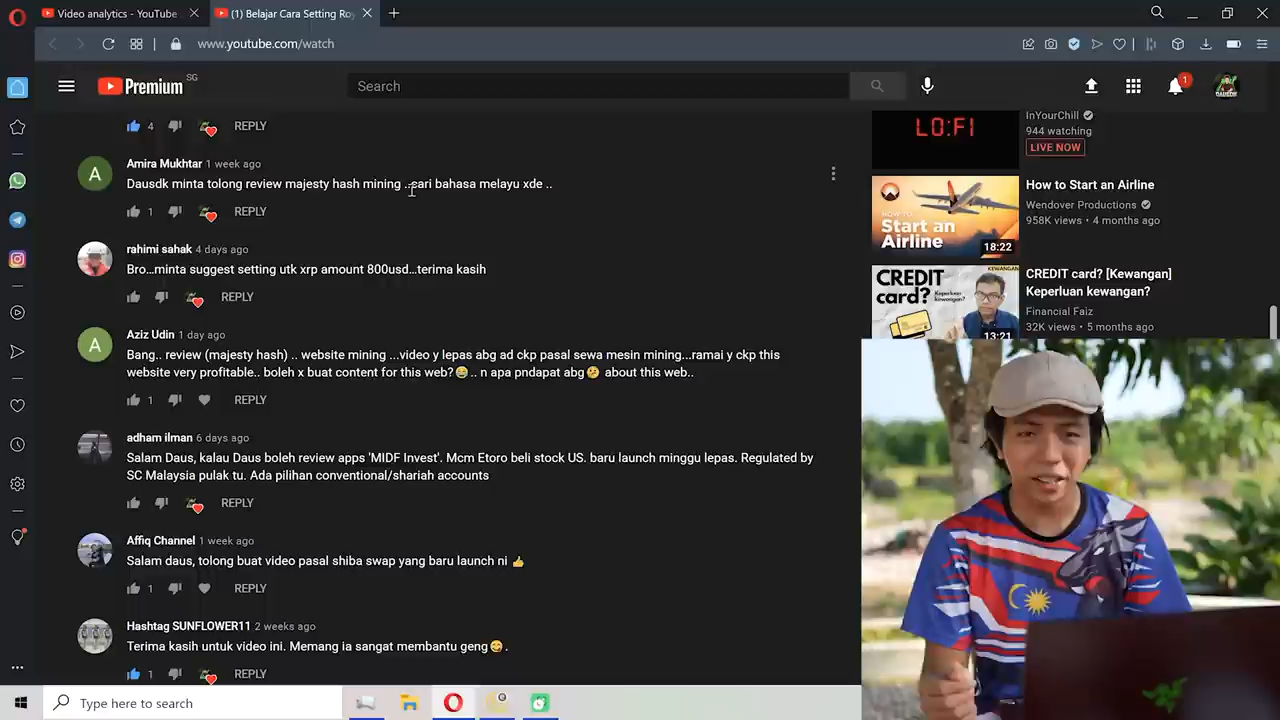 Video analytics - YouTube
(1) Belajar Cara Setting Roy
www.youtube.com/watch
Premium SG
Search
1
4 REPLY
Amira Mukhtar 1 week ago
Dausdk minta tolong review majesty hash mining ..cari bahasa melayu xde ..
1 REPLY
rahimi sahak 4 days ago
Bro...minta suggest setting utk xrp amount 800usd...terima kasih
REPLY
Aziz Udin 1 day ago
Bang.. review (majesty hash) .. website mining ...video y lepas abg ad ckp pasal sewa mesin mining...ramai y ckp this
website very profitable.. boleh x buat content for this web?😅.. n apa pndapat abg🤔 about this web..
1 REPLY
adham ilman 6 days ago
Salam Daus, kalau Daus boleh review apps 'MIDF Invest'. Mcm Etoro beli stock US. baru launch minggu lepas. Regulated by
SC Malaysia pulak tu. Ada pilihan conventional/shariah accounts
REPLY
Affiq Channel 1 week ago
Salam daus, tolong buat video pasal shiba swap yang baru launch ni 👍
1 REPLY
Hashtag SUNFLOWER11 2 weeks ago
Terima kasih untuk video ini. Memang ia sangat membantu geng😋.
1 REPLY
LO:FI
InYourChill
944 watching
LIVE NOW
HOW TO
Start an
Airline
18:22
How to Start an Airline
Wendover Productions
958K views • 4 months ago
KEWANGAN
CREDIT
card?
Keperluan
kewangan?
13:21
CREDIT card? [Kewangan]
Keperluan kewangan?
Financial Faiz
32K views • 5 months ago
Type here to search